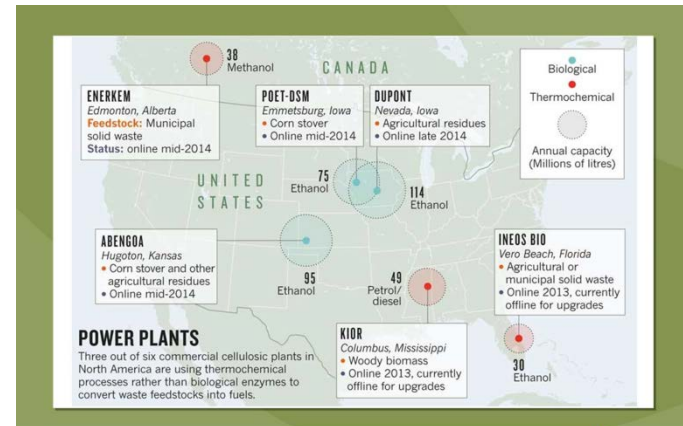 38
Methanol
CANADA
Biological
Thermochemical
Annual capacity
(Millions of litres)
ENERKEM
Edmonton, Alberta
Feedstock: Municipal
solid waste
Status: online mid-2014
POET-DSM
Emmetsburg, Iowa
• Corn stover
• Online mid-2014
DUPONT
Nevada, Iowa
• Agricultural residues
• Online late 2014
UNITED
STATES
75
Ethanol
114
Ethanol
ABENGOA
Hugoton, Kansas
• Corn stover and other
agricultural residues
• Online mid-2014
95
Ethanol
49
Petrol/
diesel
INEOS BIO
Vero Beach, Florida
• Agricultural or
municipal solid waste
• Online 2013, currently
offline for upgrades
KIOR
Columbus, Mississippi
• Woody biomass
• Online 2013, currently
offline for upgrades
30
Ethanol
POWER PLANTS
Three out of six commercial cellulosic plants in
North America are using thermochemical
processes rather than biological enzymes to
convert waste feedstocks into fuels.